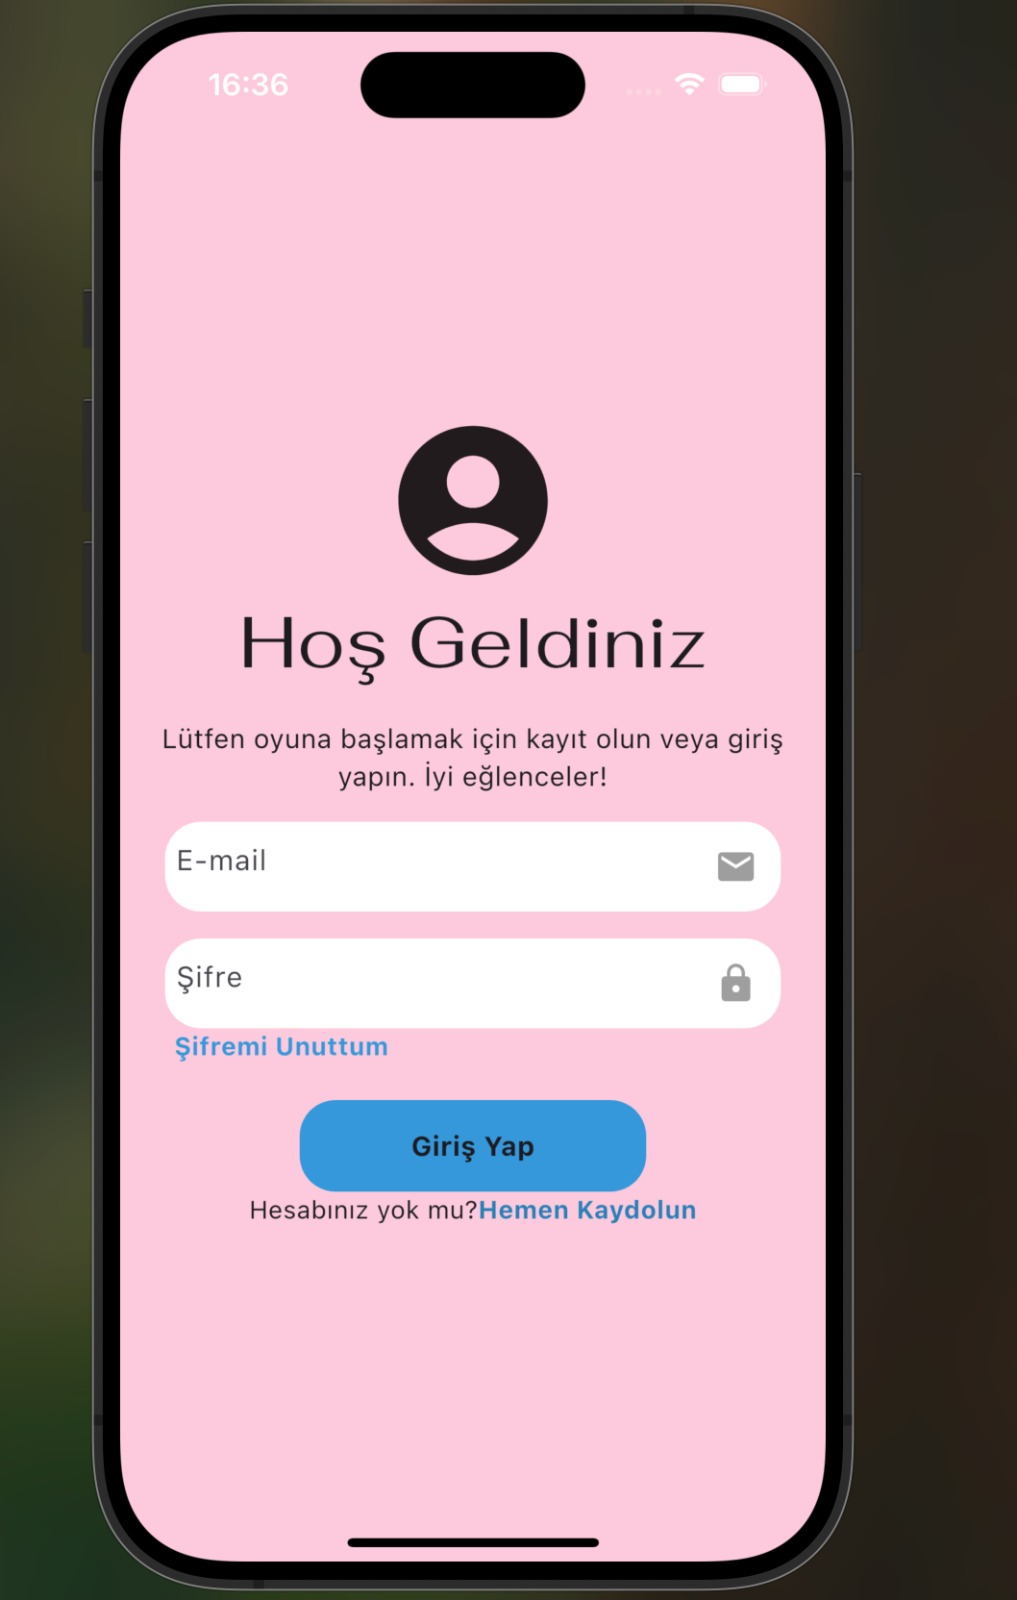 16:36
Hoş Geldiniz
Lütfen oyuna başlamak için kayıt olun veya giriş
yapın. İyi eğlenceler!
E-mail
Şifre
Şifremi Unuttum
Giriş Yap
Hesabınız yok mu?Hemen Kaydolun